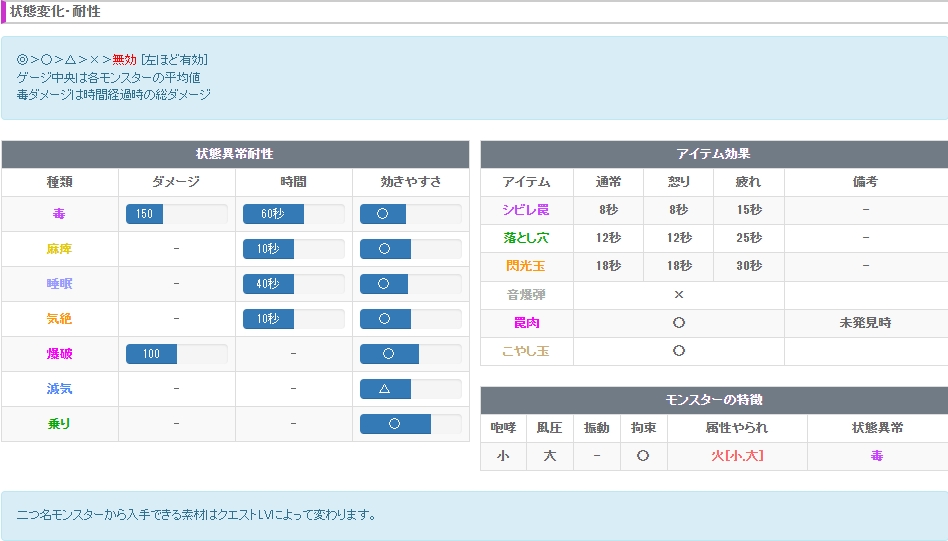 状態変化・耐性
◎＞○＞△＞×＞無効 [左ほど有効]
ゲージ中央は各モンスターの平均値
毒ダメージは時間経過時の総ダメージ
状態異常耐性
種類 ダメージ 時間 効きやすさ
毒 150 60秒 ○
麻痺 - 10秒 ○
睡眠 - 40秒 ○
気絶 - 10秒 ○
爆破 100 - ○
減気 - - △
乗り - - ○
アイテム効果
アイテム 通常 怒り 疲れ 備考
シビレ罠 8秒 8秒 15秒 -
落とし穴 12秒 12秒 25秒 -
閃光玉 18秒 18秒 30秒 -
音爆弾 ×
罠肉 ○ 未発見時
こやし玉 ○
モンスターの特徴
咆哮 風圧 振動 拘束 属性やられ 状態異常
小 大 - ○ 火[小,大] 毒
二つ名モンスターから入手できる素材はクエストLVによって変わります。